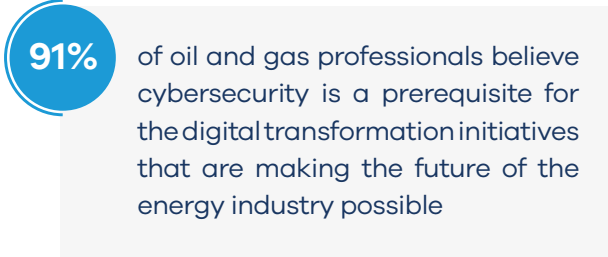 91%
of oil and gas professionals believe
cybersecurity is a prerequisite for
the digital transformation initiatives
that are making the future of the
energy industry possible